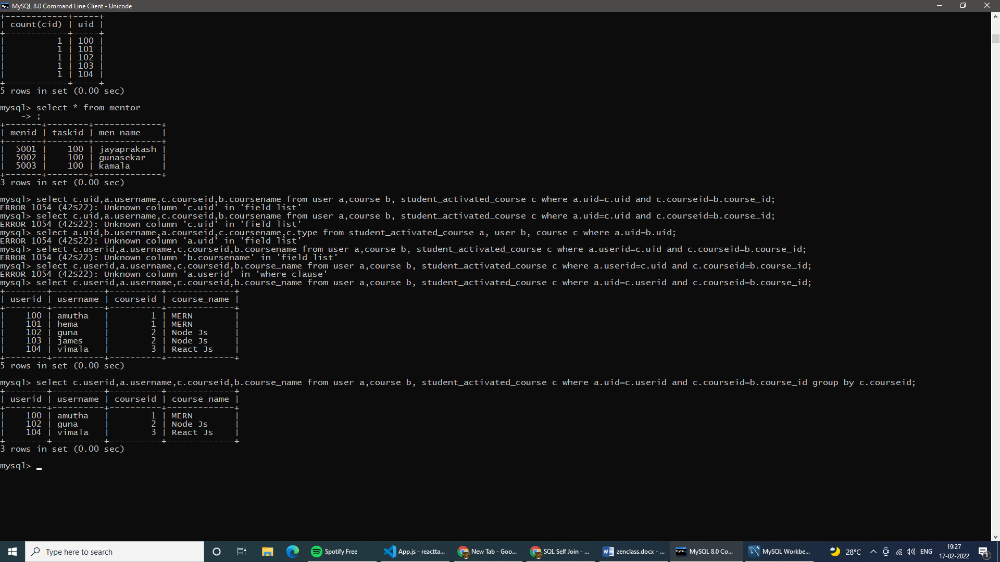 MySQL 8.0 Command Line Client - Unicode
+------------+-----+
| count(cid) | uid |
+------------+-----+
|          1 | 100 |
|          1 | 101 |
|          1 | 102 |
|          1 | 103 |
|          1 | 104 |
+------------+-----+
5 rows in set (0.00 sec)
mysql> select * from mentor
    -> ;
+-------+--------+-------------+
| menid | taskid | men name    |
+-------+--------+-------------+
|  5001 |    100 | jayaprakash |
|  5002 |    100 | gunasekar   |
|  5003 |    100 | kamala      |
+-------+--------+-------------+
3 rows in set (0.00 sec)
mysql> select c.uid,a.username,c.courseid,b.coursename from user a,course b, student_activated_course c where a.uid=c.uid and c.courseid=b.course_id;
ERROR 1054 (42S22): Unknown column 'c.uid' in 'field list'
mysql> select c.uid,a.username,c.courseid,b.coursename from user a,course b, student_activated_course c where a.uid=c.uid and c.courseid=b.course_id;
ERROR 1054 (42S22): Unknown column 'c.uid' in 'field list'
mysql> select a.uid,b.username,a.courseid,c.coursename,c.type from student_activated_course a, user b, course c where a.uid=b.uid;
ERROR 1054 (42S22): Unknown column 'a.uid' in 'field list'
mysql> select c.userid,a.username,c.courseid,b.coursename from user a,course b, student_activated_course c where a.userid=c.uid and c.courseid=b.course_id;
ERROR 1054 (42S22): Unknown column 'b.coursename' in 'field list'
mysql> select c.userid,a.username,c.courseid,b.course_name from user a,course b, student_activated_course c where a.userid=c.uid and c.courseid=b.course_id;
ERROR 1054 (42S22): Unknown column 'a.userid' in 'where clause'
mysql> select c.userid,a.username,c.courseid,b.course_name from user a,course b, student_activated_course c where a.uid=c.userid and c.courseid=b.course_id;
+--------+----------+----------+-------------+
| userid | username | courseid | course_name |
+--------+----------+----------+-------------+
|    100 | amutha   |        1 | MERN        |
|    101 | hema     |        1 | MERN        |
|    102 | guna     |        2 | Node Js     |
|    103 | james    |        2 | Node Js     |
|    104 | vimala   |        3 | React Js    |
+--------+----------+----------+-------------+
5 rows in set (0.00 sec)
mysql> select c.userid,a.username,c.courseid,b.course_name from user a,course b, student_activated_course c where a.uid=c.userid and c.courseid=b.course_id group by c.courseid;
+--------+----------+----------+-------------+
| userid | username | courseid | course_name |
+--------+----------+----------+-------------+
|    100 | amutha   |        1 | MERN        |
|    102 | guna     |        2 | Node Js     |
|    104 | vimala   |        3 | React Js    |
+--------+----------+----------+-------------+
3 rows in set (0.00 sec)
mysql> _
Type here to search
Spotify Free
App.js - reactta...
New Tab - Goo...
SQL Self Join - ...
zenclass.docx - ...
MySQL 8.0 Co...
MySQL Workbe...
28°C
ENG
19:27
17-02-2022
1